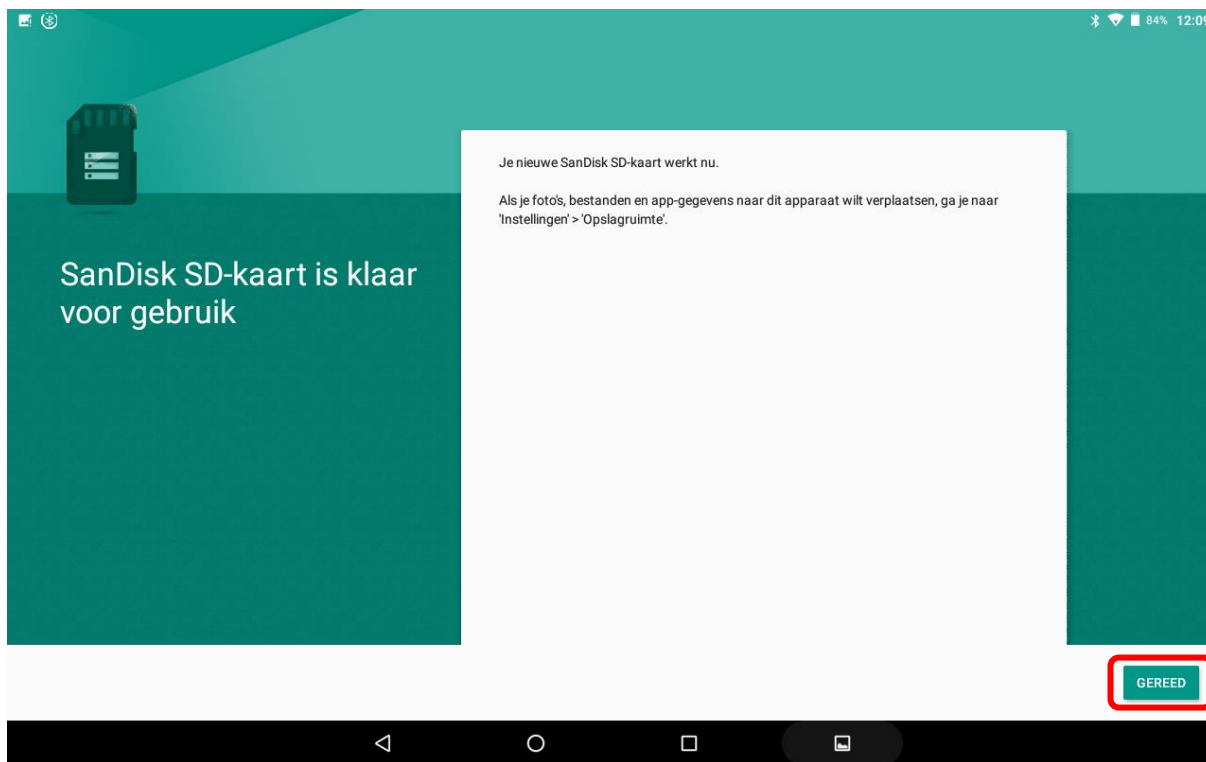 84% 12:09
SanDisk SD-kaart is klaar
voor gebruik
Je nieuwe SanDisk SD-kaart werkt nu.
Als je foto's, bestanden en app-gegevens naar dit apparaat wilt verplaatsen, ga je naar
'Instellingen' > 'Opslagruimte'.
GEREED